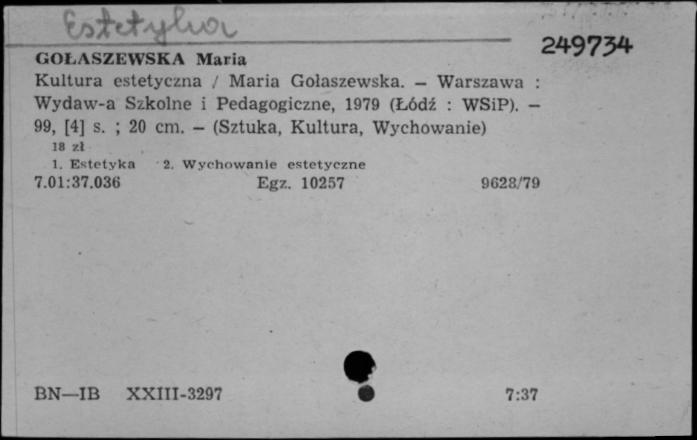 Estetyka
249734
GOŁASZEWSKA Maria
Kultura estetyczna / Maria Gołaszewska. — Warszawa :
Wydaw-a Szkolne i Pedagogiczne, 1979 (Łódź : WSiP). —
99, [4] s. ; 20 cm. — (Sztuka, Kultura, Wychowanie)
18 zł
1. Estetyka 2. Wychowanie estetyczne
7.01:37.036 Egz. 10257 9628/79
BN—IB XXIII-3297 7:37